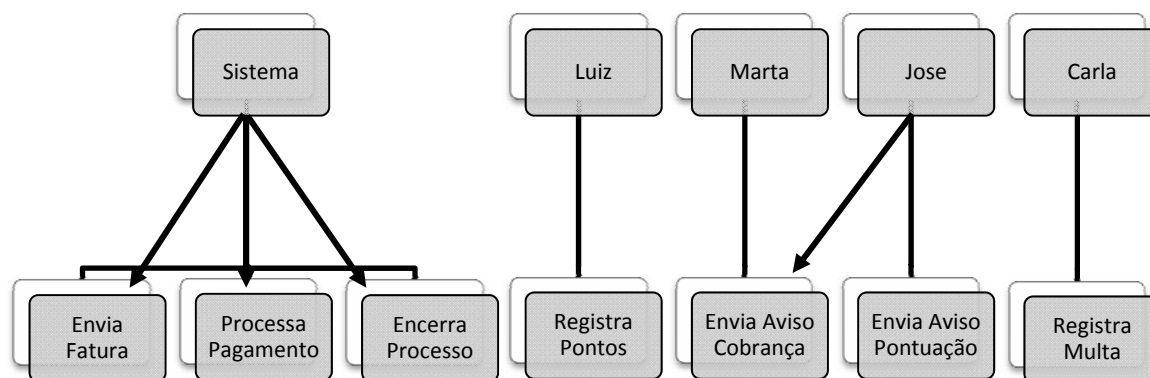 Sistema
Luiz
Marta
Jose
Carla
Envia
Fatura
Processa
Pagamento
Encerra
Processo
Registra
Pontos
Envia Aviso
Cobrança
Envia Aviso
Pontuação
Registra
Multa